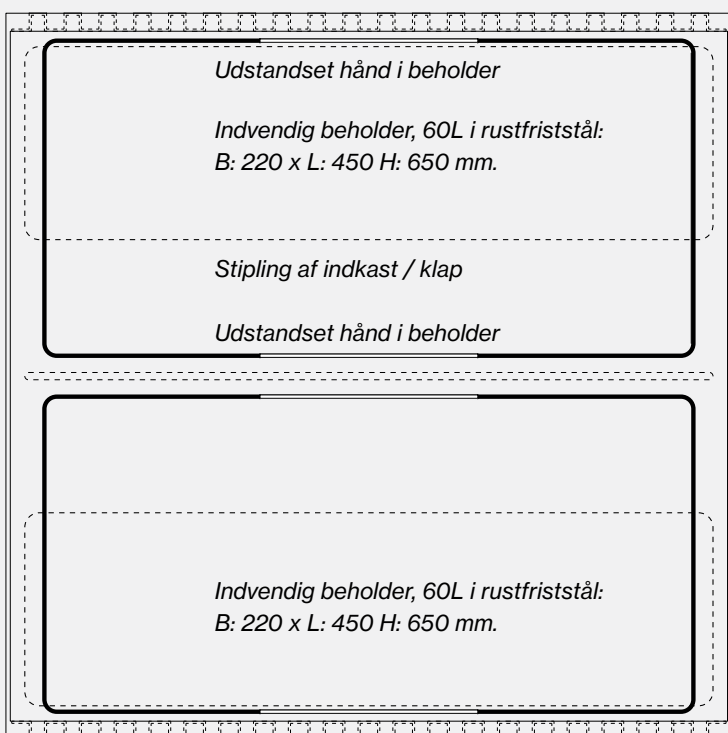 Udstandset hånd i beholder
Indvendig beholder, 60L i rustfriststål:
B: 220 x L: 450 H: 650 mm.
Stipling af indkast / klap
Udstandset hånd i beholder
Indvendig beholder, 60L i rustfriststål:
B: 220 x L: 450 H: 650 mm.